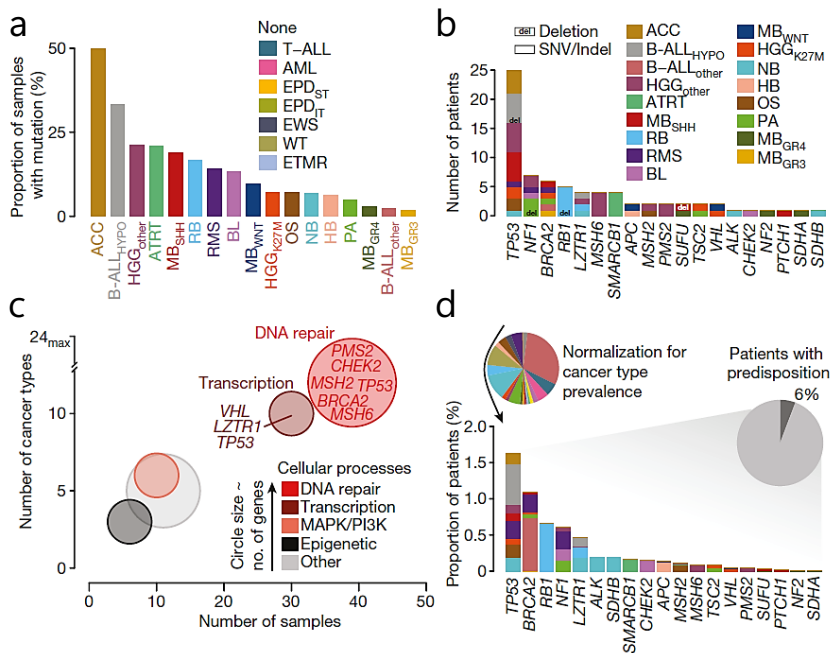 a
None
T-ALL
AML
EPDST
EPDIT
EWS
WT
ETMR
Proportion of samples
with mutation (%)
50
25
0
ACC
B-ALLHYPO
HGGother
ATRT
MBSHH
RB
RMS
BL
MBWNT
HGGK27M
OS
NB
HB
PA
MBGR4
B-ALLother
MBGR3
b
del Deletion
SNV/Indel
ACC
B-ALLHYPO
B−ALLother
HGGother
ATRT
MBSHH
RB
RMS
BL
MBWNT
HGGK27M
NB
HB
OS
PA
MBGR4
MBGR3
Number of patients
25
20
15
10
5
0
del
del
del
del
TP53
NF1
BRCA2
RB1
LZTR1
MSH6
SMARCB1
APC
MSH2
PMS2
SUFU
TSC2
VHL
ALK
CHEK2
NF2
PTCH1
SDHA
SDHB
c
Number of cancer types
24max
10
5
0
DNA repair
PMS2
CHEK2
MSH2 TP53
BRCA2
MSH6
Transcription
VHL
LZTR1
TP53
Circle size ~
no. of genes
Cellular processes
DNA repair
Transcription
MAPK/PI3K
Epigenetic
Other
0
10
20
30
40
50
Number of samples
d
Normalization for
cancer type
prevalence
Patients with
predisposition
6%
Proportion of patients (%)
2.0
1.5
1.0
0.5
0
TP53
BRCA2
RB1
NF1
LZTR1
ALK
SDHB
SMARCB1
CHEK2
APC
MSH2
MSH6
TSC2
VHL
PMS2
SUFU
PTCH1
NF2
SDHA